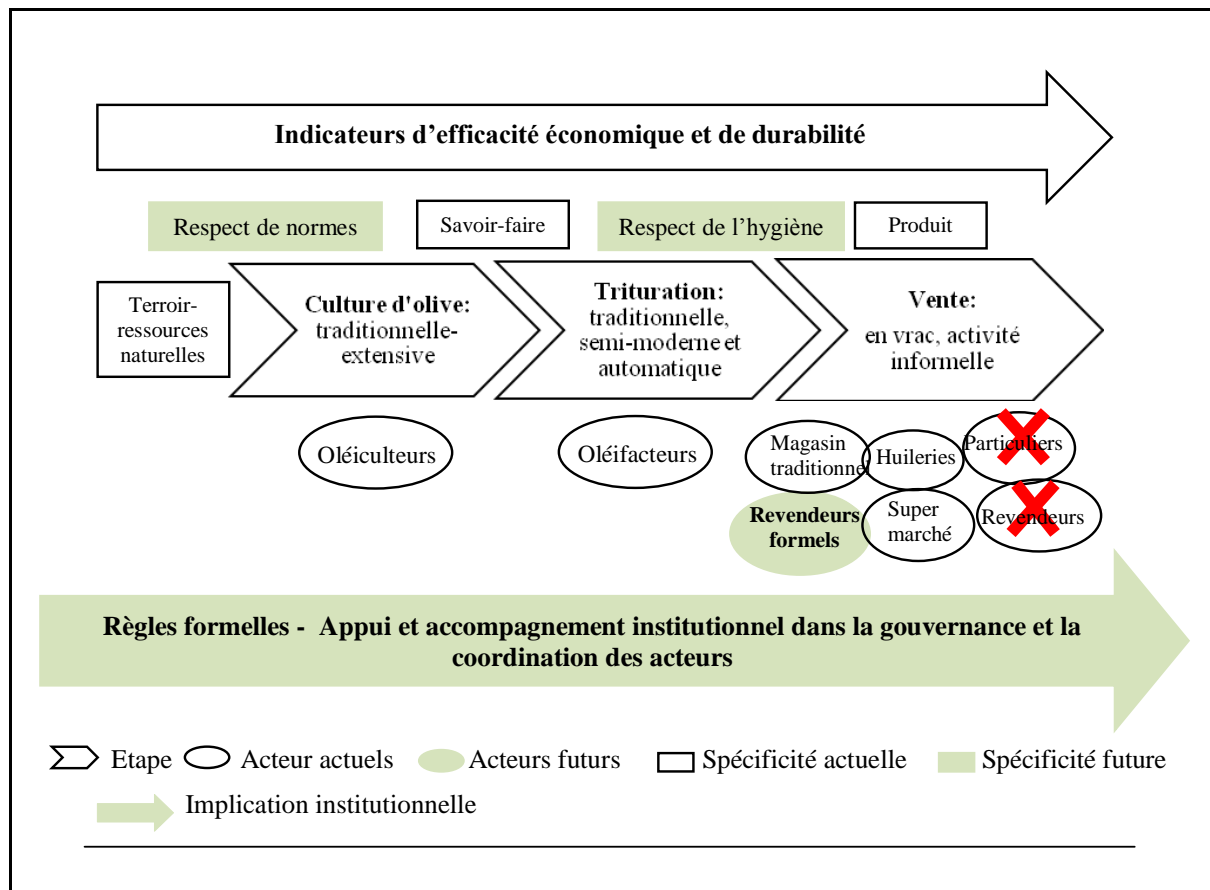 Indicateurs d’efficacité économique et de durabilité
Respect de normes
Savoir-faire
Respect de l’hygiène
Produit
Terroir-
ressources
naturelles
Culture d'olive:
traditionnelle-
extensive
Trituration:
traditionnelle,
semi-moderne et
automatique
Vente:
en vrac, activité
informelle
Oléiculteurs
Oléifacteurs
Magasin
traditionnel
Huileries
Particuliers
Revendeurs
formels
Super
marché
Revendeurs
Règles formelles - Appui et accompagnement institutionnel dans la gouvernance et la
coordination des acteurs
Etape
Acteur actuels
Acteurs futurs
Spécificité actuelle
Spécificité future
Implication institutionnelle